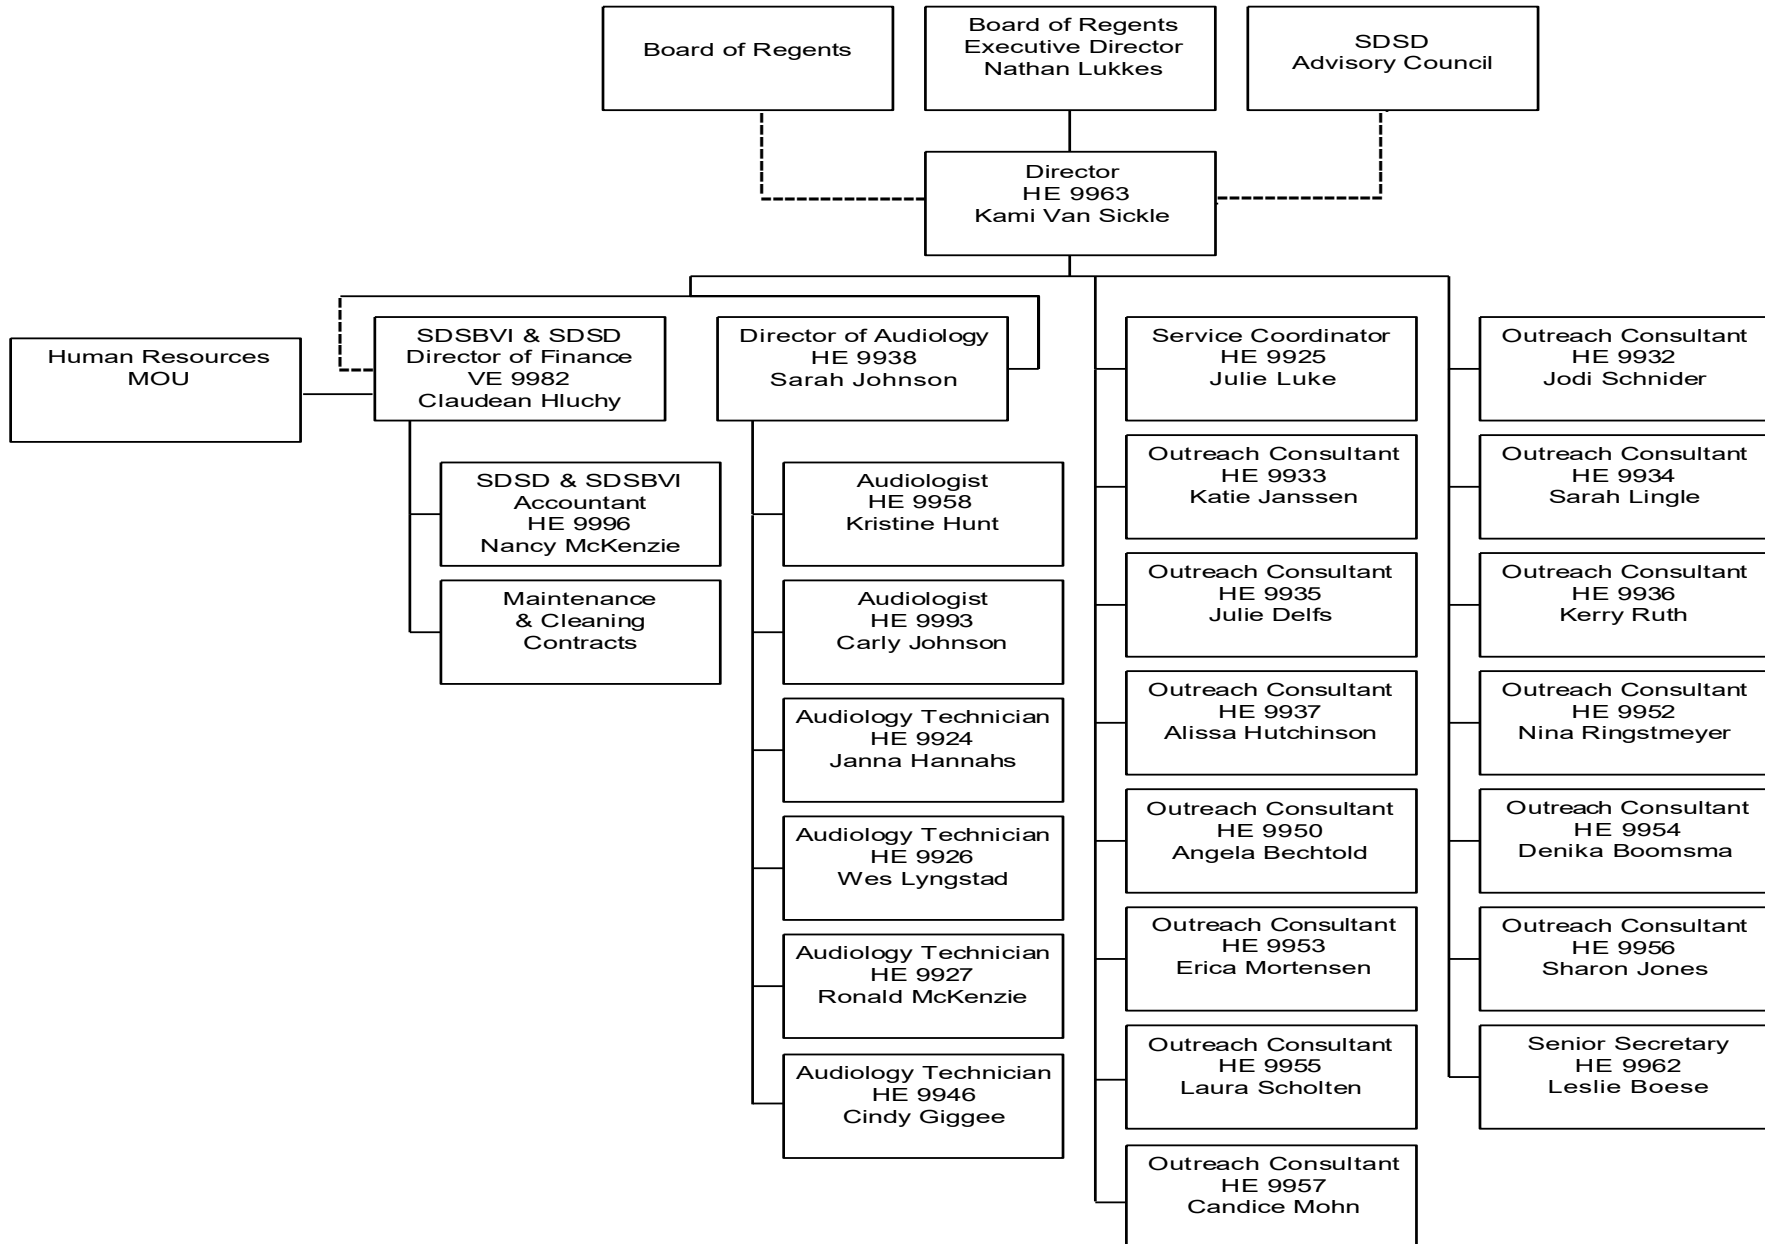 Board of Regents
Board of Regents
Executive Director
Nathan Lukkes
SDSD
Advisory Council
Director
HE 9963
Kami Van Sickle
Human Resources
MOU
SDSBVI & SDSD
Director of Finance
VE 9982
Claudean Hluchy
SDSD & SDSBVI
Accountant
HE 9996
Nancy McKenzie
Maintenance
& Cleaning
Contracts
Director of Audiology
HE 9938
Sarah Johnson
Audiologist
HE 9958
Kristine Hunt
Audiologist
HE 9993
Carly Johnson
Audiology Technician
HE 9924
Janna Hannahs
Audiology Technician
HE 9926
Wes Lyngstad
Audiology Technician
HE 9927
Ronald McKenzie
Audiology Technician
HE 9946
Cindy Giggee
Service Coordinator
HE 9925
Julie Luke
Outreach Consultant
HE 9933
Katie Janssen
Outreach Consultant
HE 9935
Julie Delfs
Outreach Consultant
HE 9937
Alissa Hutchinson
Outreach Consultant
HE 9950
Angela Bechtold
Outreach Consultant
HE 9953
Erica Mortensen
Outreach Consultant
HE 9955
Laura Scholten
Outreach Consultant
HE 9957
Candice Mohn
Outreach Consultant
HE 9932
Jodi Schnider
Outreach Consultant
HE 9934
Sarah Lingle
Outreach Consultant
HE 9936
Kerry Ruth
Outreach Consultant
HE 9952
Nina Ringstmeyer
Outreach Consultant
HE 9954
Denika Boomsma
Outreach Consultant
HE 9956
Sharon Jones
Senior Secretary
HE 9962
Leslie Boese